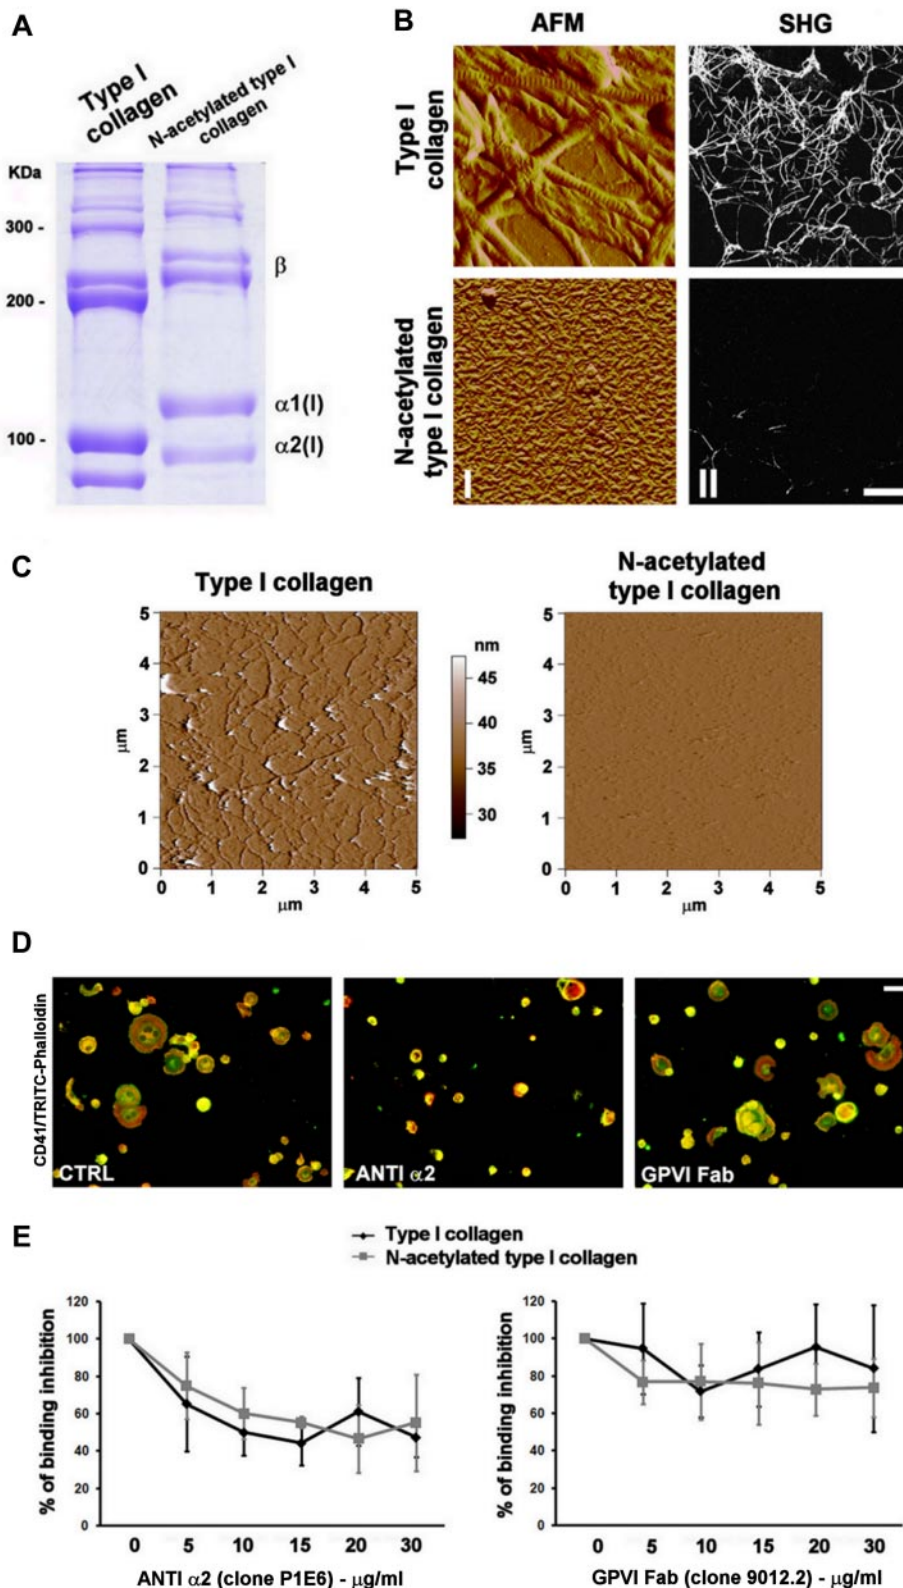 A
Type I
collagen
N-acetylated type I
collagen
KDa
300 -
200 -
100 -
β
α1(I)
α2(I)
B
AFM
SHG
Type I
collagen
N-acetylated
type I collagen
C
Type I collagen
N-acetylated
type I collagen
5
4
3
2
1
0
μm
0 1 2 3 4 5
μm
nm
45
40
35
30
5
4
3
2
1
0
μm
0 1 2 3 4 5
μm
D
CD41/TRITC-Phalloidin
CTRL
ANTI α2
GPVI Fab
E
Type I collagen
N-acetylated type I collagen
% of binding inhibition
120
100
80
60
40
20
0
0 5 10 15 20 30
ANTI α2 (clone P1E6) - μg/ml
% of binding inhibition
120
100
80
60
40
20
0
0 5 10 15 20 30
GPVI Fab (clone 9012.2) - μg/ml